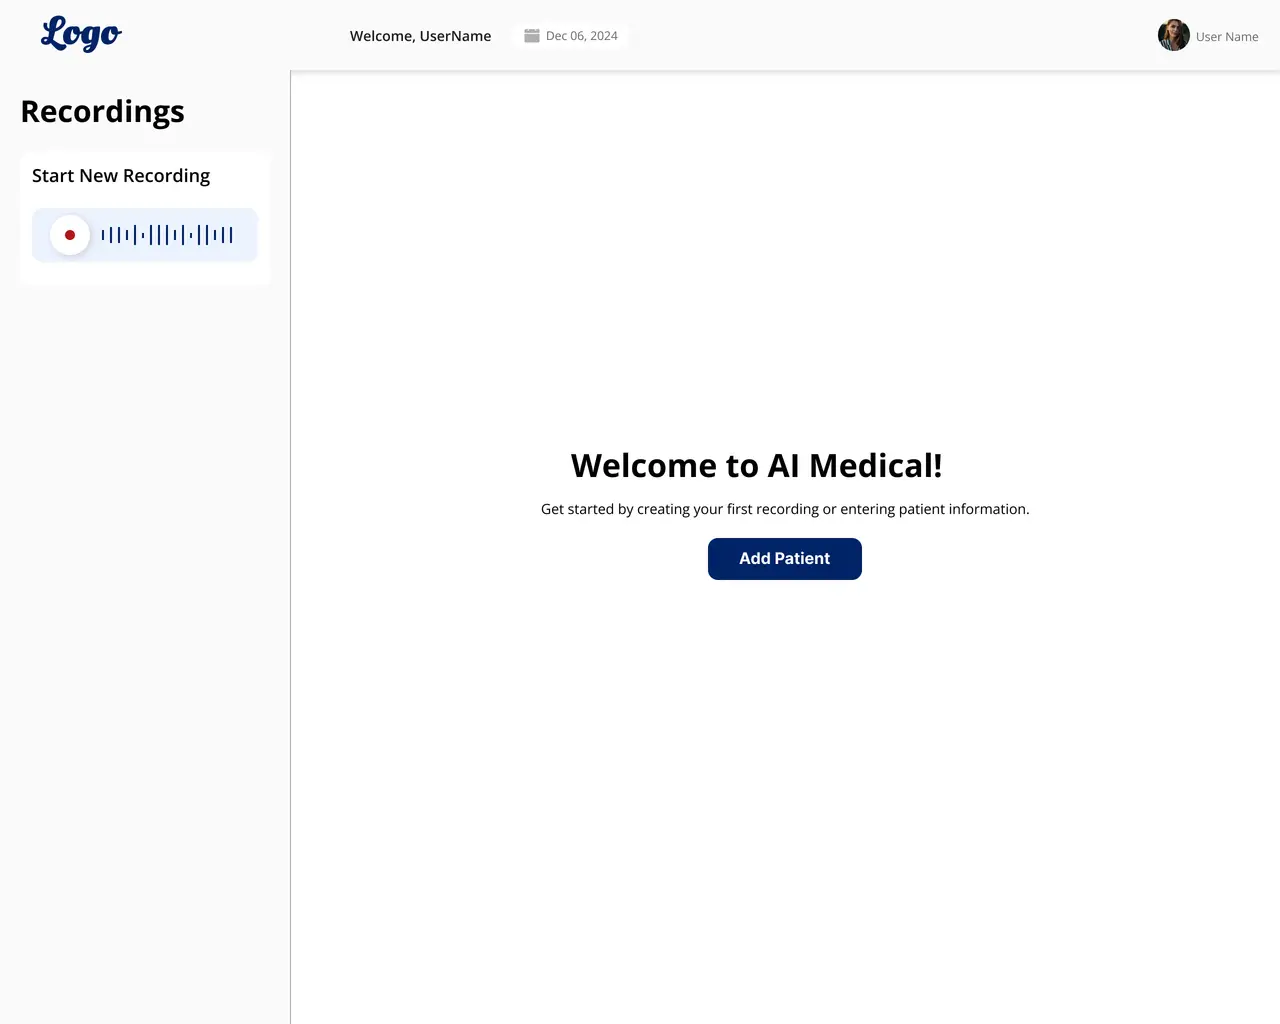 Logo
Welcome, UserName
Dec 06, 2024
User Name
Recordings
Start New Recording
Welcome to AI Medical!
Get started by creating your first recording or entering patient information.
Add Patient